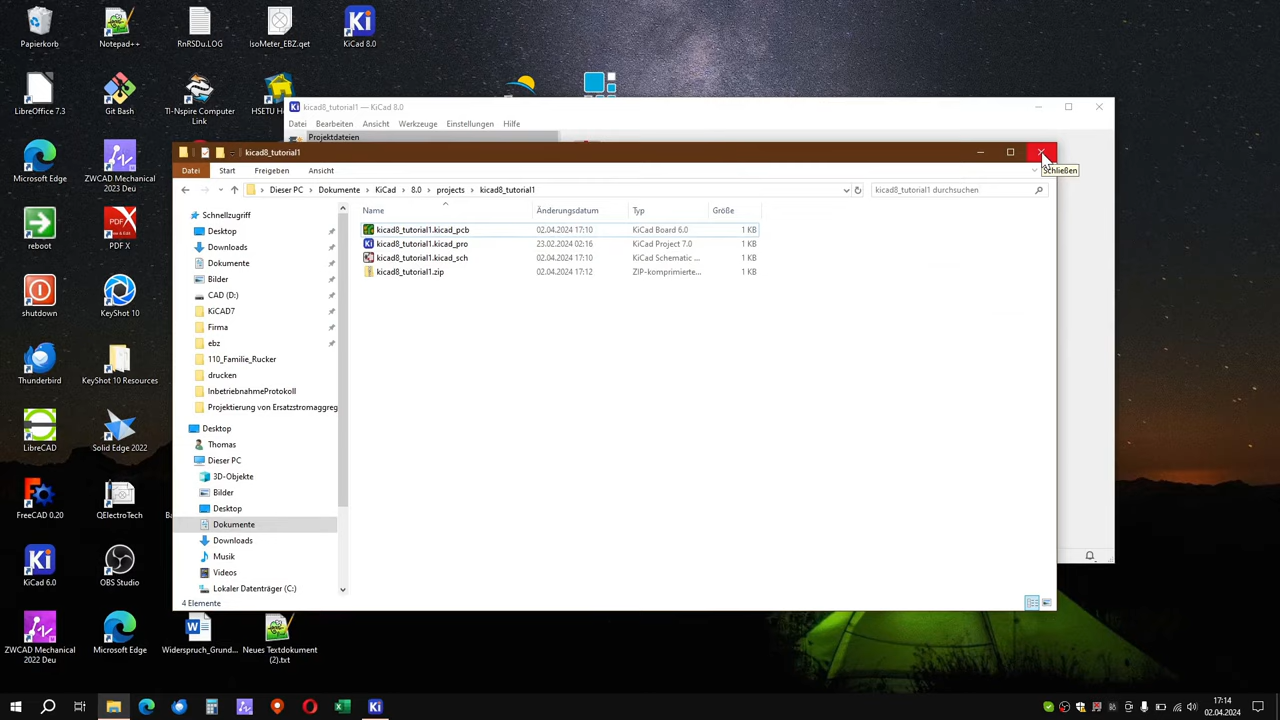 Papierkorb
Notepad++
RnRSDu.LOG
IsoMeter_EBZ.qet
KiCad 8.0
LibreOffice 7.3
Git Bash
TI-Nspire Computer
Link
Microsoft Edge
ZWCAD Mechanical
2023 Deu
reboot
PDF X
shutdown
KeyShot 10
Thunderbird
KeyShot 10 Resources
LibreCAD
Solid Edge 2022
FreeCAD 0.20
QElectroTech
KiCad 6.0
OBS Studio
ZWCAD Mechanical
2022 Deu
Microsoft Edge
Widerspruch_Grund...
Neues Textdokument
(2).txt
kicad8_tutorial1 — KiCad 8.0
Datei Bearbeiten Ansicht Werkzeuge Einstellungen Hilfe
Projektdateien
kicad8_tutorial1
Schließen
Datei Start Freigeben Ansicht
Dieser PC > Dokumente > KiCad > 8.0 > projects > kicad8_tutorial1
kicad8_tutorial1 durchsuchen
Schnellzugriff
Desktop
Downloads
Dokumente
Bilder
CAD (D:)
KiCAD7
Firma
ebz
110_Familie_Rucker
drucken
InbetriebnahmeProtokoll
Projektierung von Ersatzstromaggreg
Desktop
Thomas
Dieser PC
3D-Objekte
Bilder
Desktop
Dokumente
Downloads
Musik
Videos
Lokaler Datenträger (C:)
Name Änderungsdatum Typ Größe
kicad8_tutorial1.kicad_pcb 02.04.2024 17:10 KiCad Board 6.0 1 KB
kicad8_tutorial1.kicad_pro 23.02.2024 02:16 KiCad Project 7.0 1 KB
kicad8_tutorial1.kicad_sch 02.04.2024 17:10 KiCad Schematic ... 1 KB
kicad8_tutorial1.zip 02.04.2024 17:12 ZIP-komprimierte... 1 KB
4 Elemente
17:14
02.04.2024